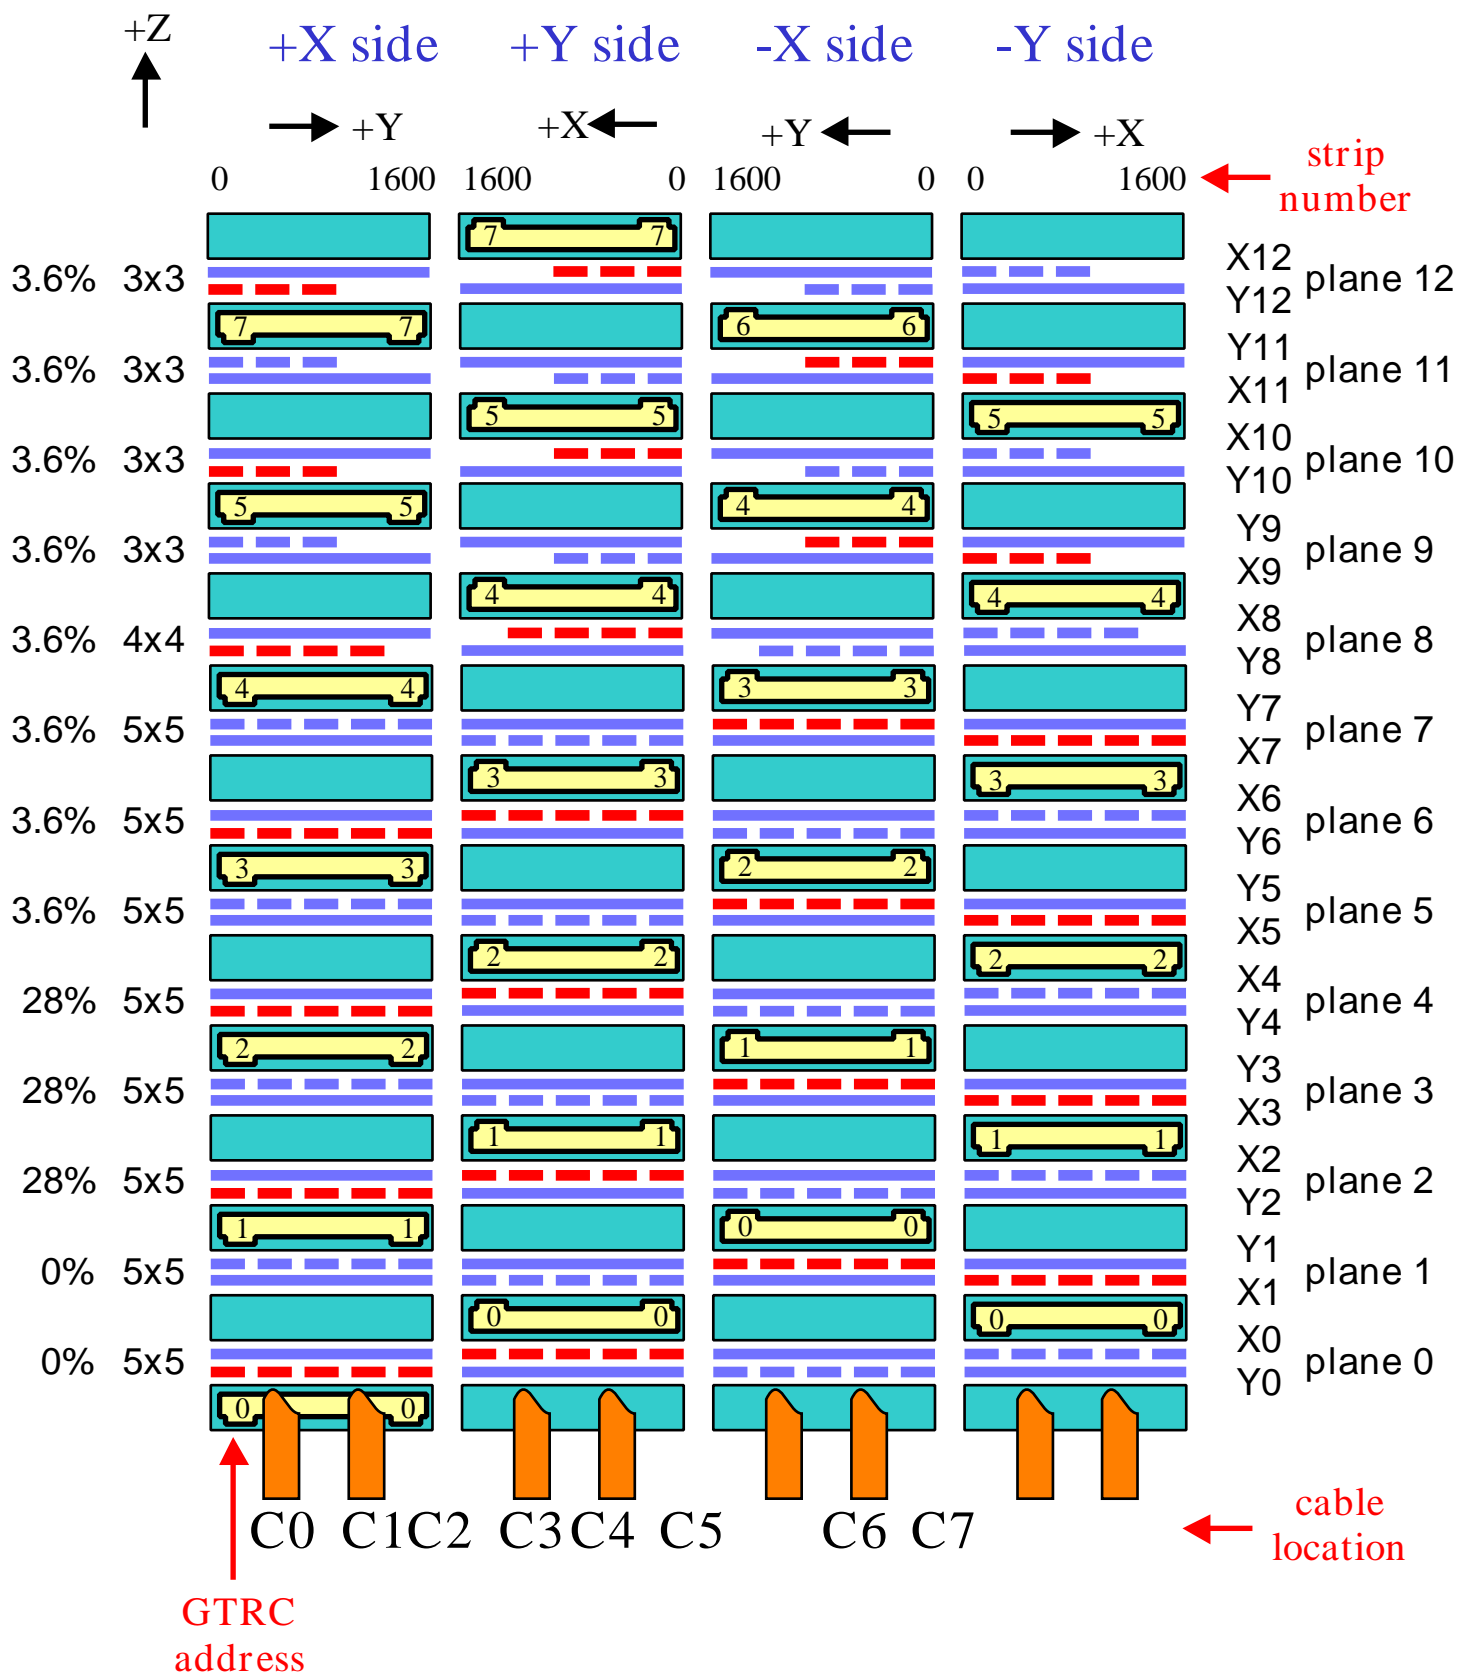 +Z +X side +Y side -X side -Y side
+Y +X +Y +X
0 1600 1600 0 1600 0 0 1600
strip
number
7 7
3.6% 3x3 X12 plane 12
Y12
7 7 6 6
3.6% 3x3 Y11 plane 11
X11
5 5 5 5
3.6% 3x3 X10 plane 10
Y10
5 5 4 4
3.6% 3x3 Y9 plane 9
X9
4 4 4 4
3.6% 4x4 X8 plane 8
Y8
4 4 3 3
3.6% 5x5 Y7 plane 7
X7
3 3 3 3
3.6% 5x5 X6 plane 6
Y6
3 3 2 2
3.6% 5x5 Y5 plane 5
X5
2 2 2 2
28% 5x5 X4 plane 4
Y4
2 2 1 1
28% 5x5 Y3 plane 3
X3
1 1 1 1
28% 5x5 X2 plane 2
Y2
1 1 0 0
0% 5x5 Y1 plane 1
X1
0 0 0 0
0% 5x5 X0 plane 0
Y0
0 0
C0 C1 C2 C3 C4 C5 C6 C7
cable
location
GTRC
address